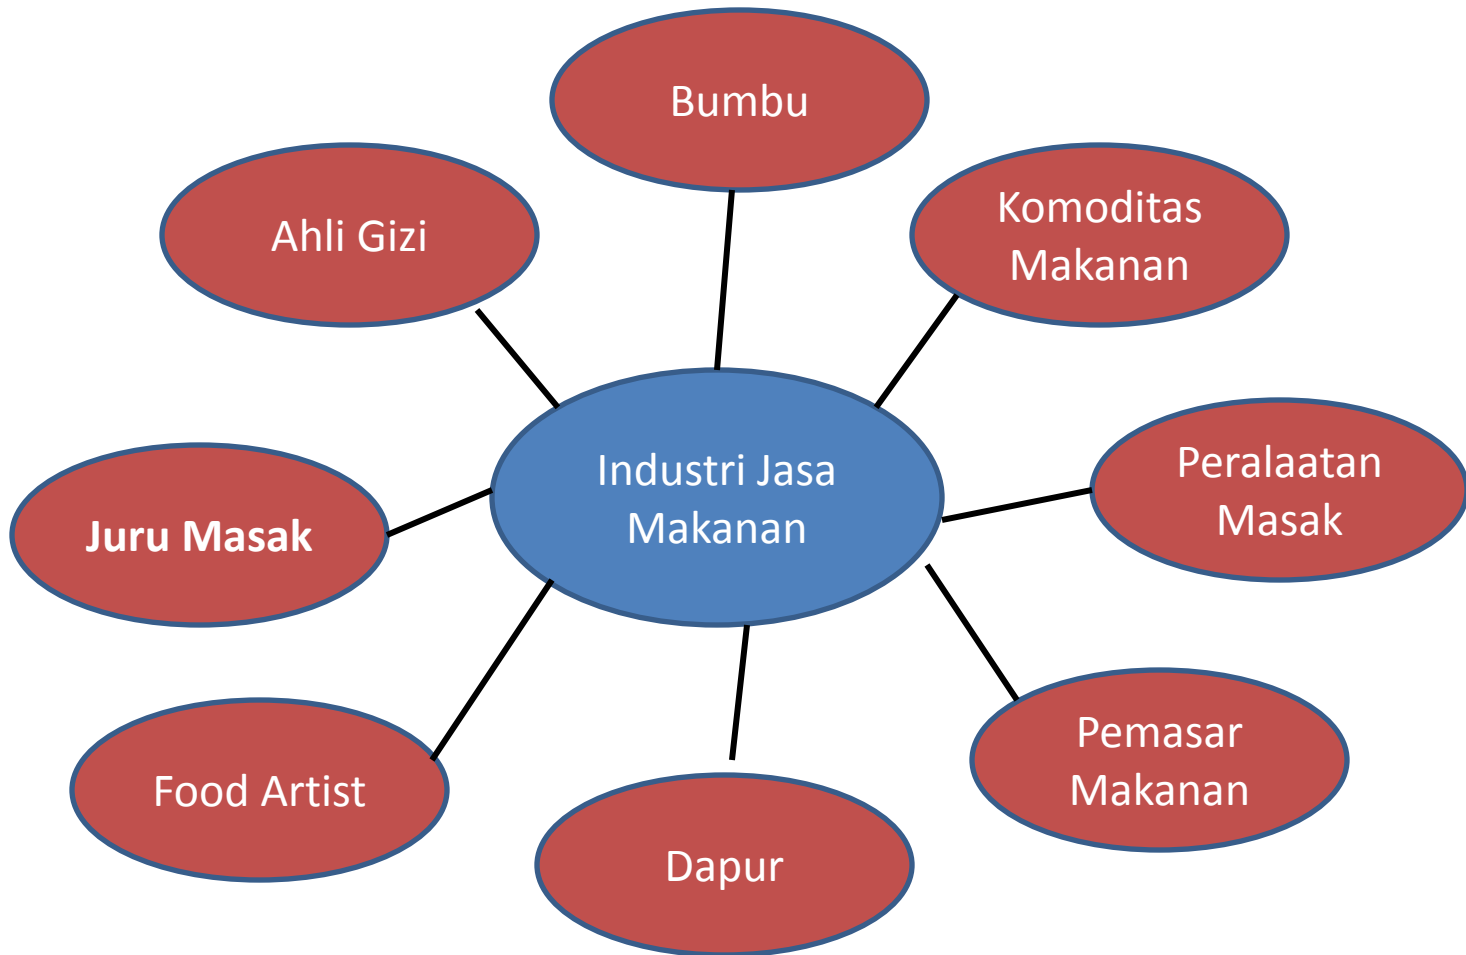 Bumbu
Ahli Gizi
Komoditas
Makanan
Industri Jasa
Makanan
Peralaatan
Masak
Juru Masak
Pemasar
Makanan
Food Artist
Dapur